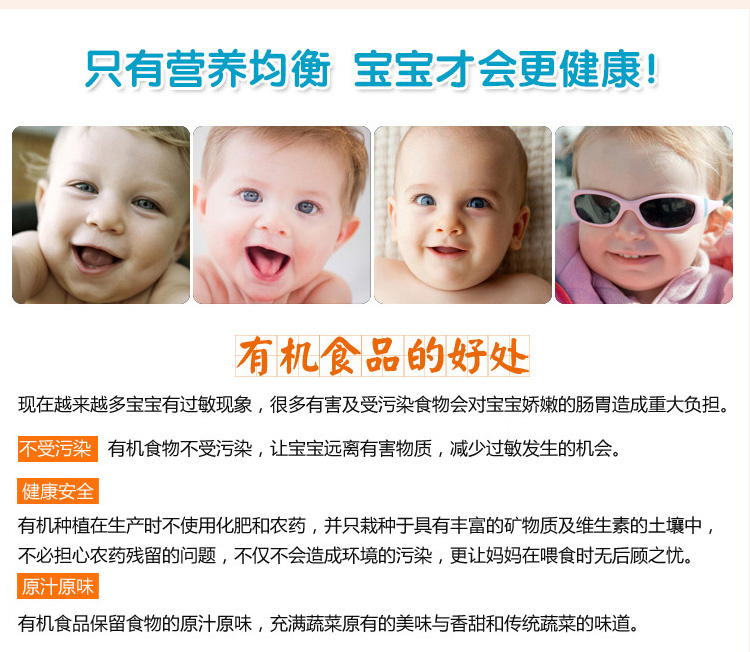 只有营养均衡 宝宝才会更健康!
有机食品的好处
现在越来越多宝宝有过敏现象，很多有害及受污染食物会对宝宝娇嫩的肠胃造成重大负担。
不受污染 有机食物不受污染，让宝宝远离有害物质，减少过敏发生的机会。
健康安全
有机种植在生产时不使用化肥和农药，并只栽种于具有丰富的矿物质及维生素的土壤中，
不必担心农药残留的问题，不仅不会造成环境的污染，更让妈妈在喂食时无后顾之忧。
原汁原味
有机食品保留食物的原汁原味，充满蔬菜原有的美味与香甜和传统蔬菜的味道。